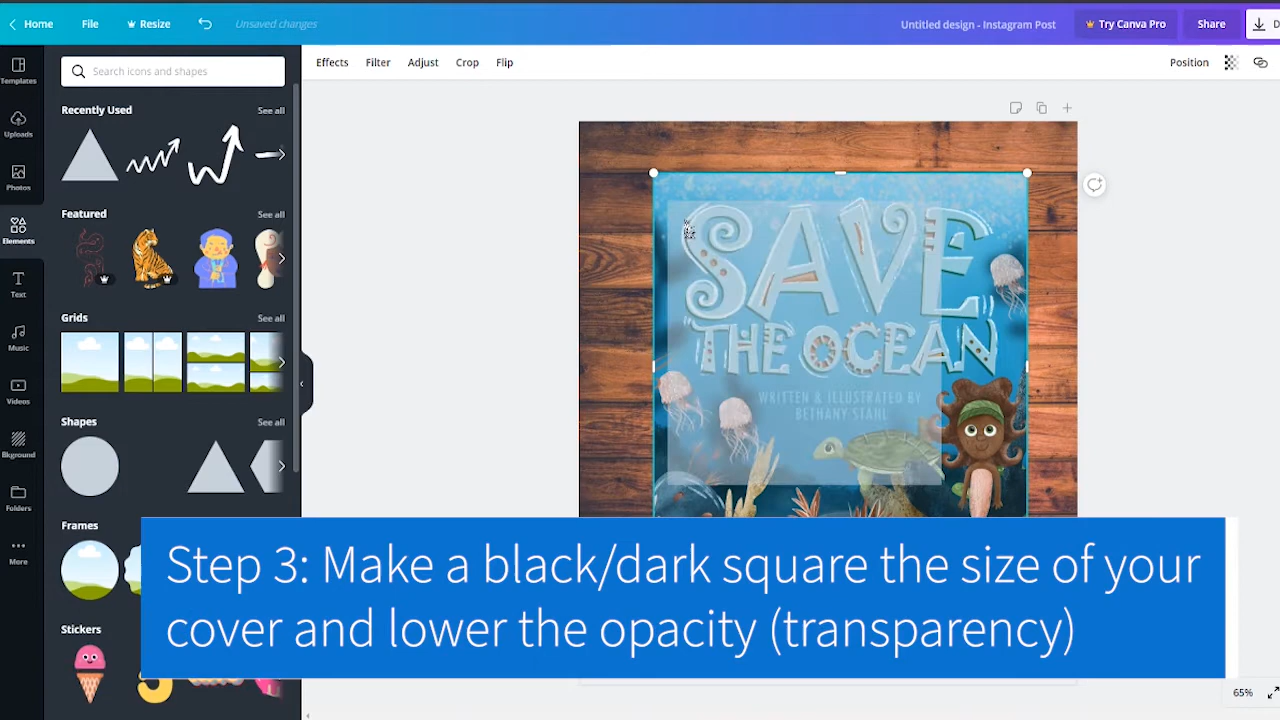 Home
File
Resize
Unsaved changes
Untitled design - Instagram Post
Try Canva Pro
Share
D
Templates
Uploads
Photos
Elements
Text
Music
Videos
Bkground
Folders
More
Search icons and shapes
Recently Used
See all
Featured
See all
Grids
See all
Shapes
See all
Frames
Stickers
Effects
Filter
Adjust
Crop
Flip
Position
SAVE
THE OCEAN
WRITTEN & ILLUSTRATED BY
BETHANY STAHL
Step 3: Make a black/dark square the size of your
cover and lower the opacity (transparency)
65%